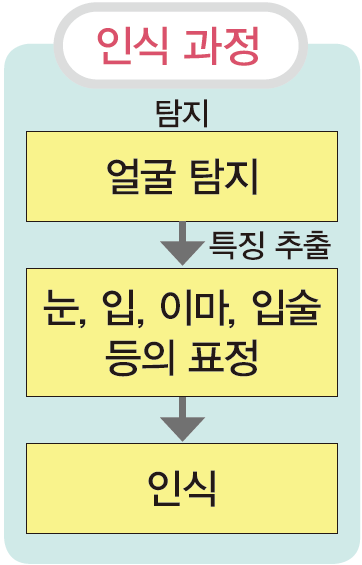 인식 과정
탐지
얼굴 탐지
특징 추출
눈, 입, 이마, 입술
등의 표정
인식